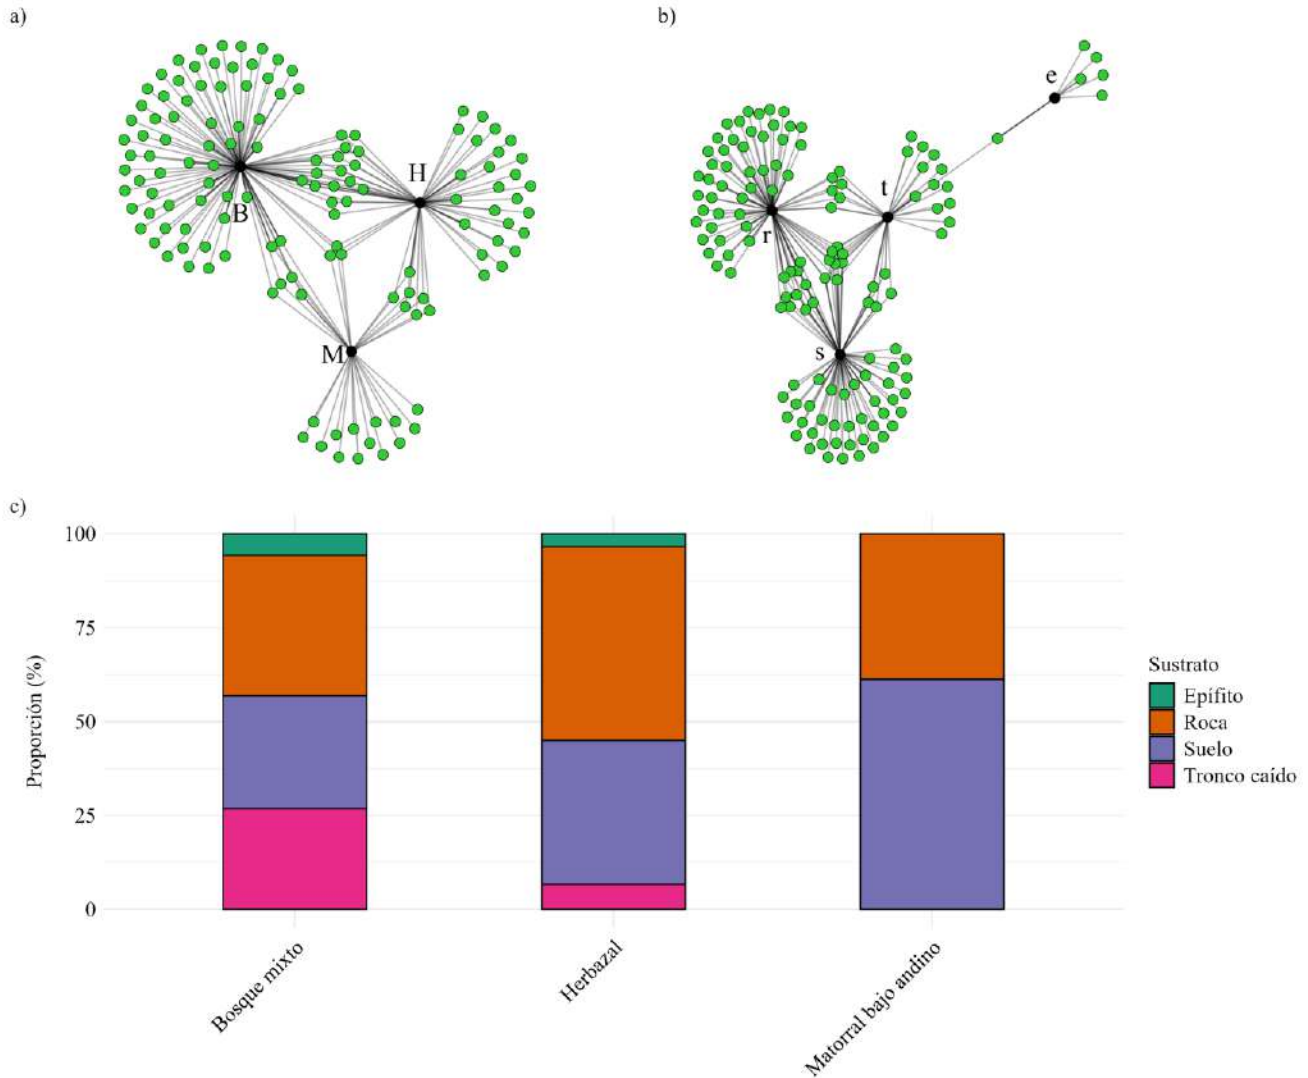 a)
b)
B
H
M
r
t
e
s
c)
100
75
50
25
0
Proporción (%)
Bosque mixto
Herbazal
Matorral bajo andino
Sustrato
Epífito
Roca
Suelo
Tronco caído